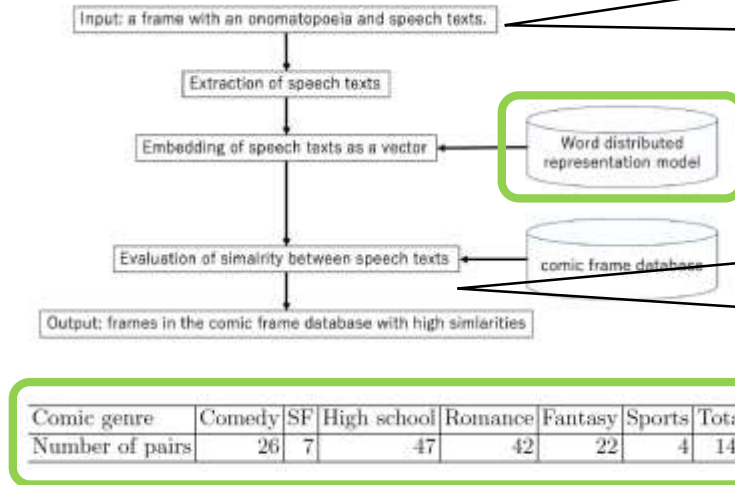 Input: a frame with an onomatopoeia and speech texts.
Extraction of speech texts
Embedding of speech texts as a vector
Word distributed
representation model
Evaluation of simairity between speech texts
comic frame database
Output: frames in the comic frame database with high simlarities
Comic genre Comedy SF High school Romance Fantasy Sports Tota
Number of pairs 26 7 47 42 22 4 14